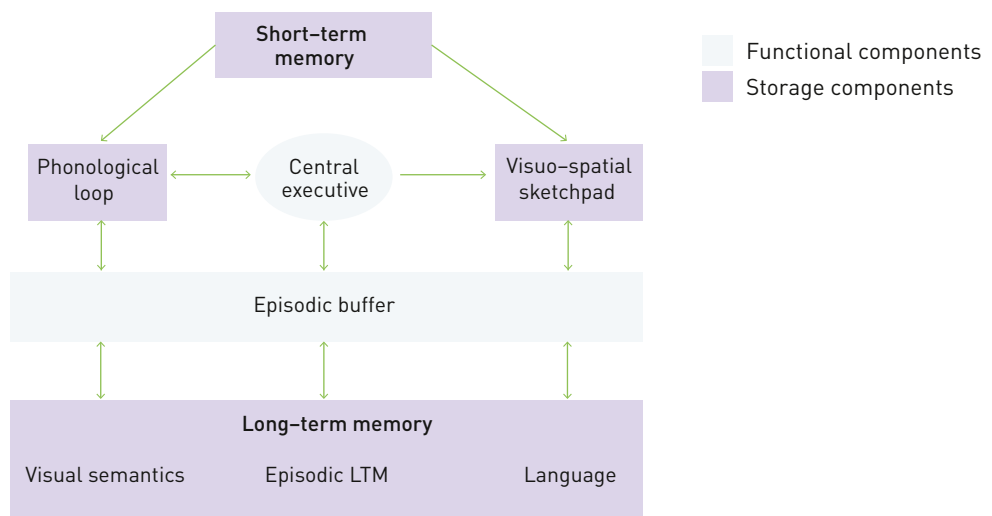 Short–term
memory
Functional components
Storage components
Phonological
loop
Central
executive
Visuo–spatial
sketchpad
Episodic buffer
Long–term memory
Visual semantics
Episodic LTM
Language